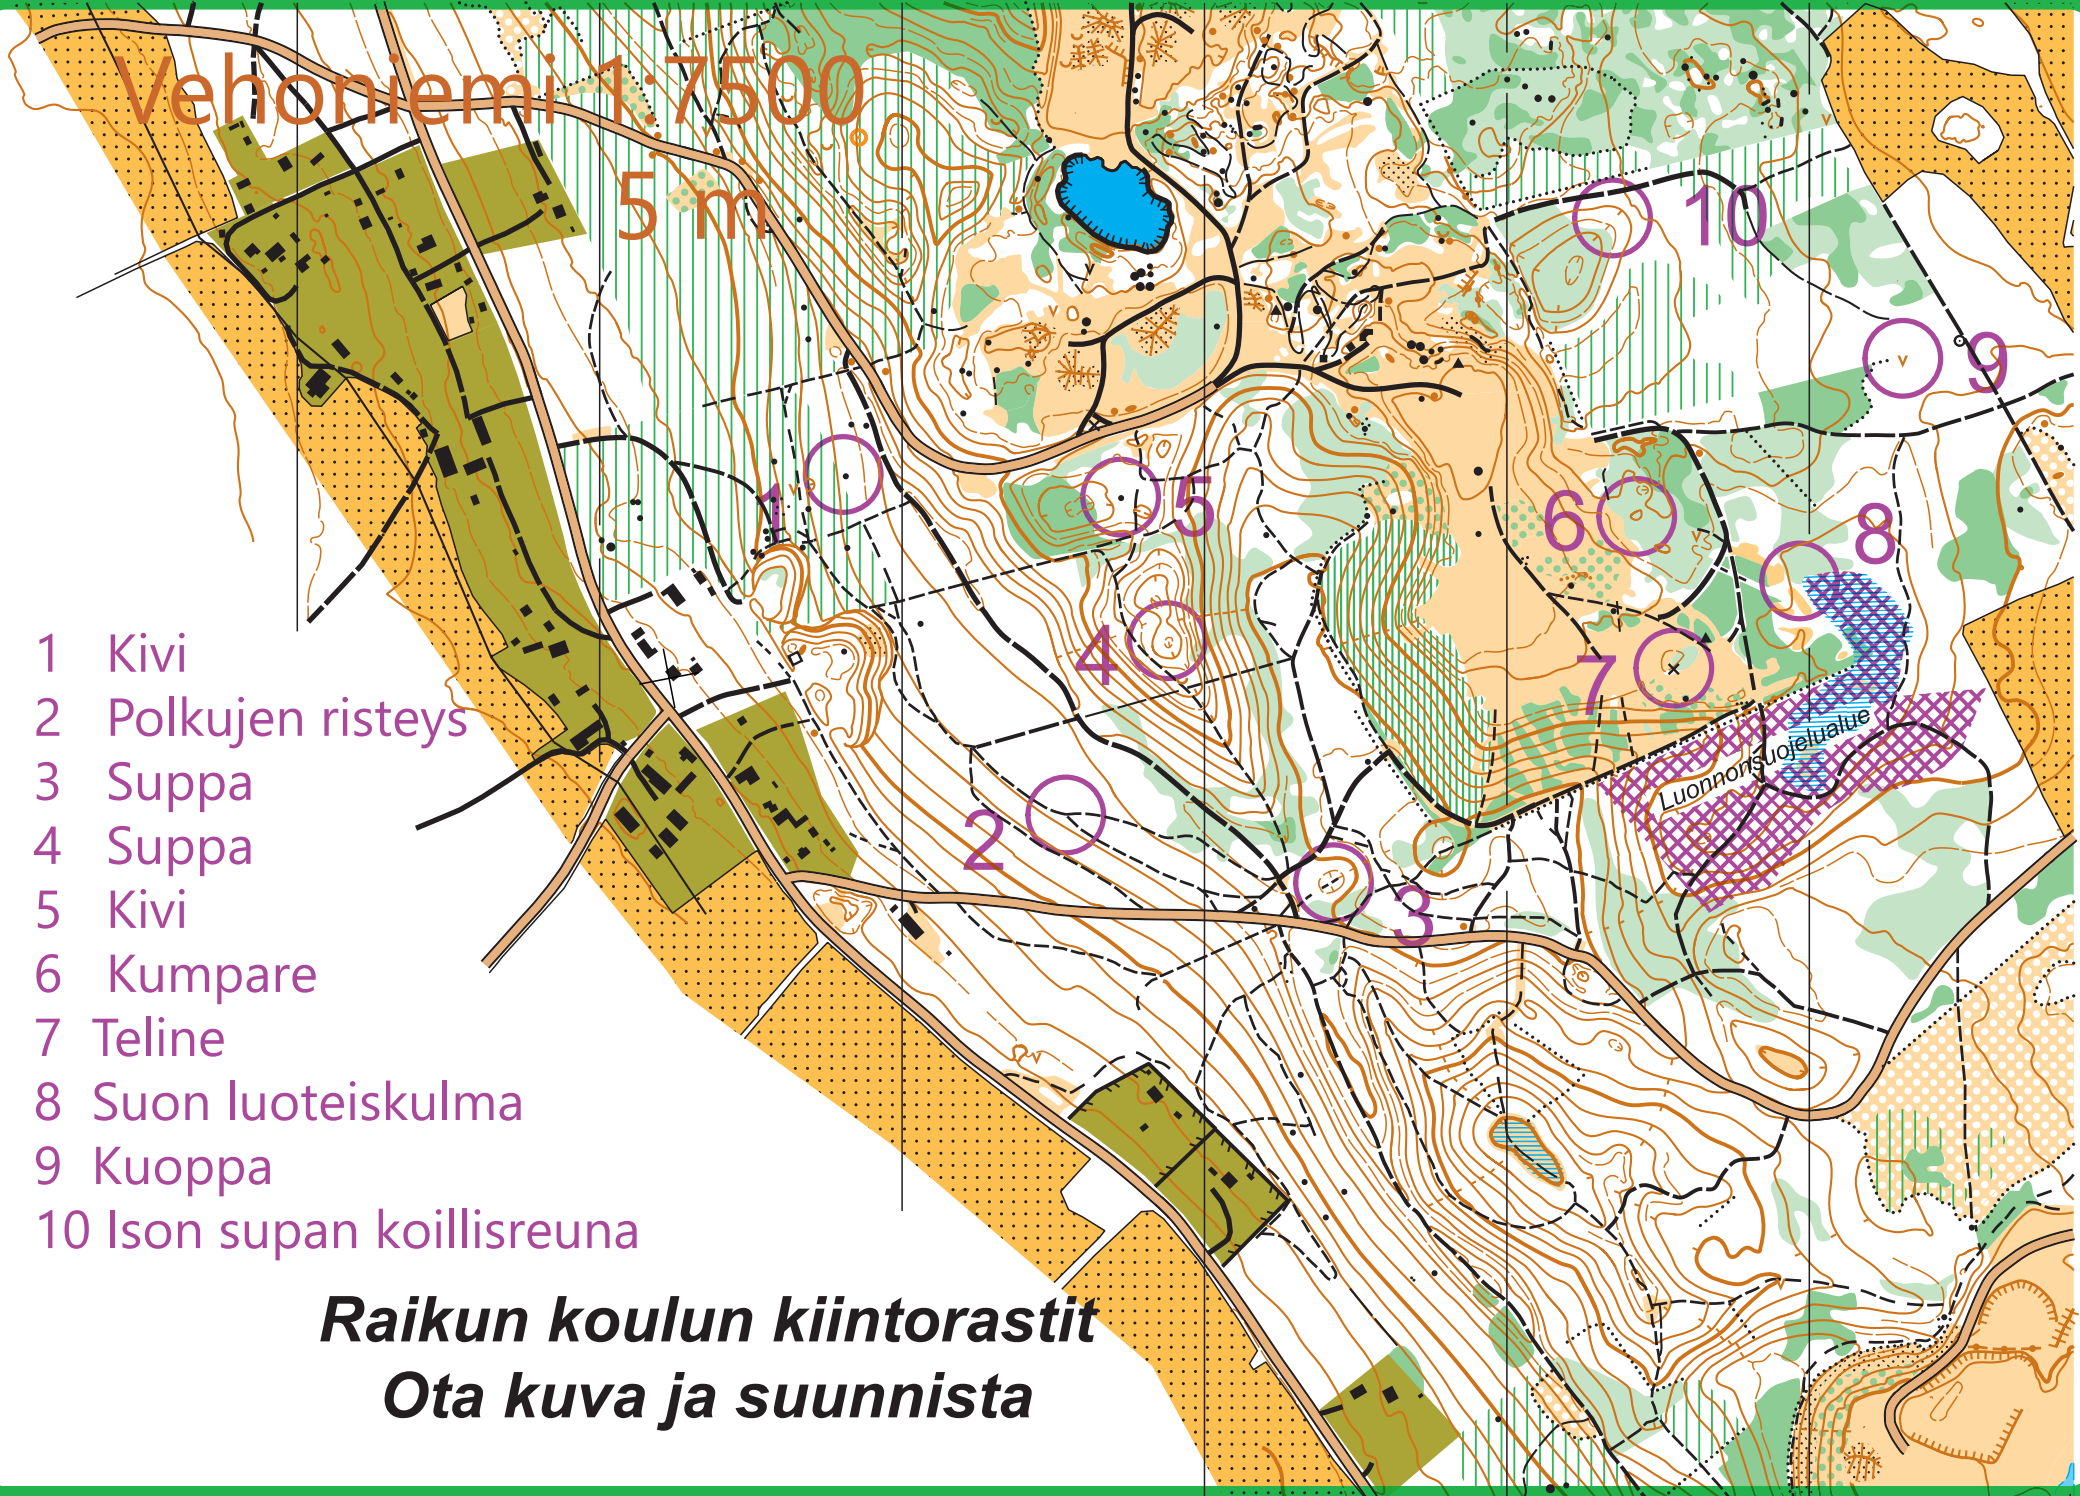 Vehoniemi 1:7500
5 m
10
9
1
5
6
8
4
7
Luonnonsuojelualue
2
3
1 Kivi
2 Polkujen risteys
3 Suppa
4 Suppa
5 Kivi
6 Kumpare
7 Teline
8 Suon luoteiskulma
9 Kuoppa
10 Ison supan koillisreuna
Raikun koulun kiintorastit
Ota kuva ja suunnista